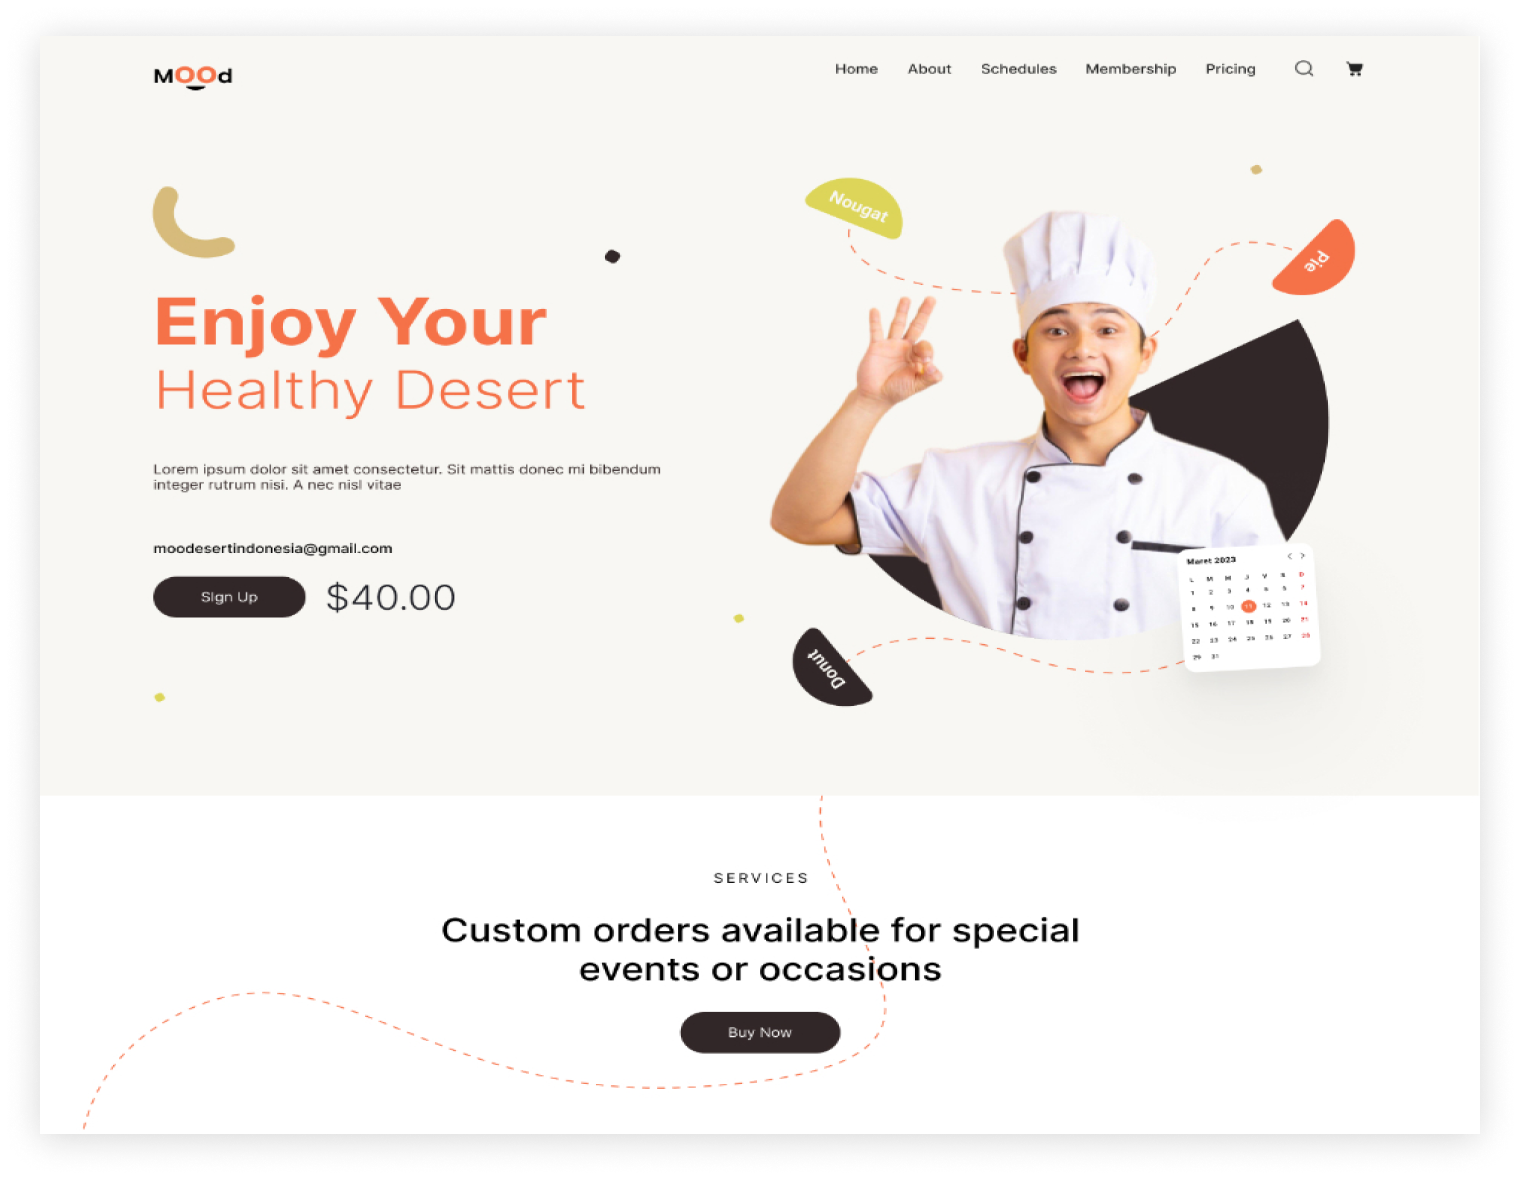 MOOd
Home About Schedules Membership Pricing
Nougat
Pie
Enjoy Your
Healthy Desert
Lorem ipsum dolor sit amet consectetur. Sit mattis donec mi bibendum
integer rutrum nisi. A nec nisl vitae
moodesertindonesia@gmail.com
SIgn Up $40.00
Maret 2023 < >
L M M J V S D
1 2 3 4 5 6 7
8 9 10 11 12 13 14
15 16 17 18 19 20 21
22 23 24 25 26 27 28
29 31
Donut
SERVICES
Custom orders available for special
events or occasions
Buy Now